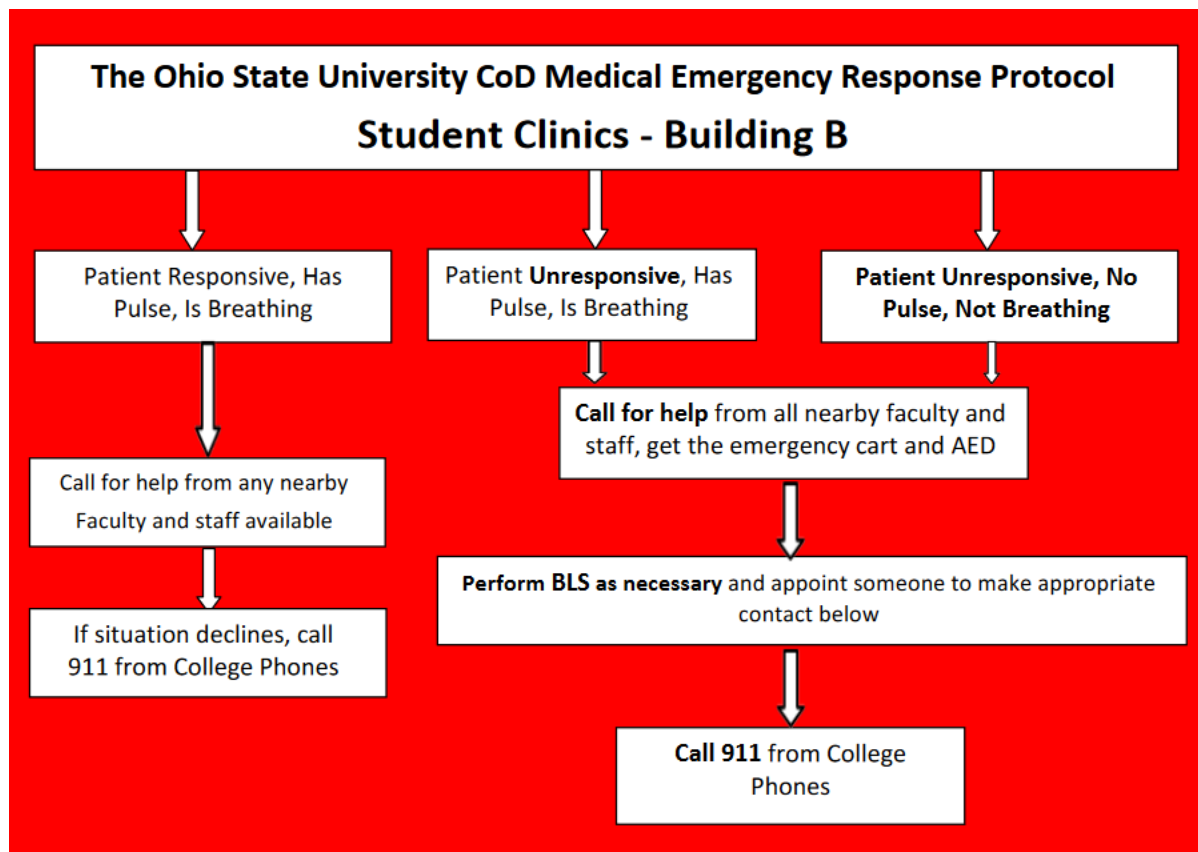 The Ohio State University CoD Medical Emergency Response Protocol
Student Clinics - Building B
Patient Responsive, Has
Pulse, Is Breathing
Patient Unresponsive, Has
Pulse, Is Breathing
Patient Unresponsive, No
Pulse, Not Breathing
Call for help from any nearby
Faculty and staff available
If situation declines, call
911 from College Phones
Call for help from all nearby faculty and
staff, get the emergency cart and AED
Perform BLS as necessary and appoint someone to make appropriate
contact below
Call 911 from College
Phones